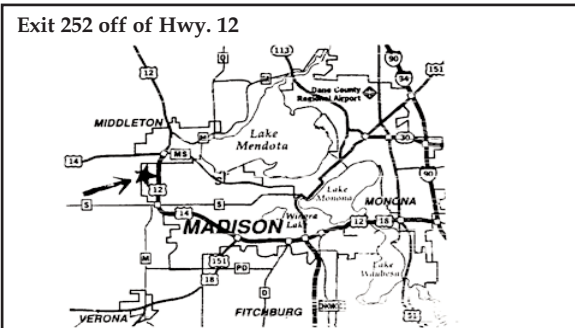 Exit 252 off of Hwy. 12
113
Q
90
12
M
94
151
Dane County
Regional Airport
MIDDLETON
M
Lake
Mendota
30
14
MS
90
12
Lake
Monona
S
S
MONONA
14
Wingra
Lake
12
18
MADISON
M
151
PD
Lake
Waubesa
18
D
VERONA
FITCHBURG
51